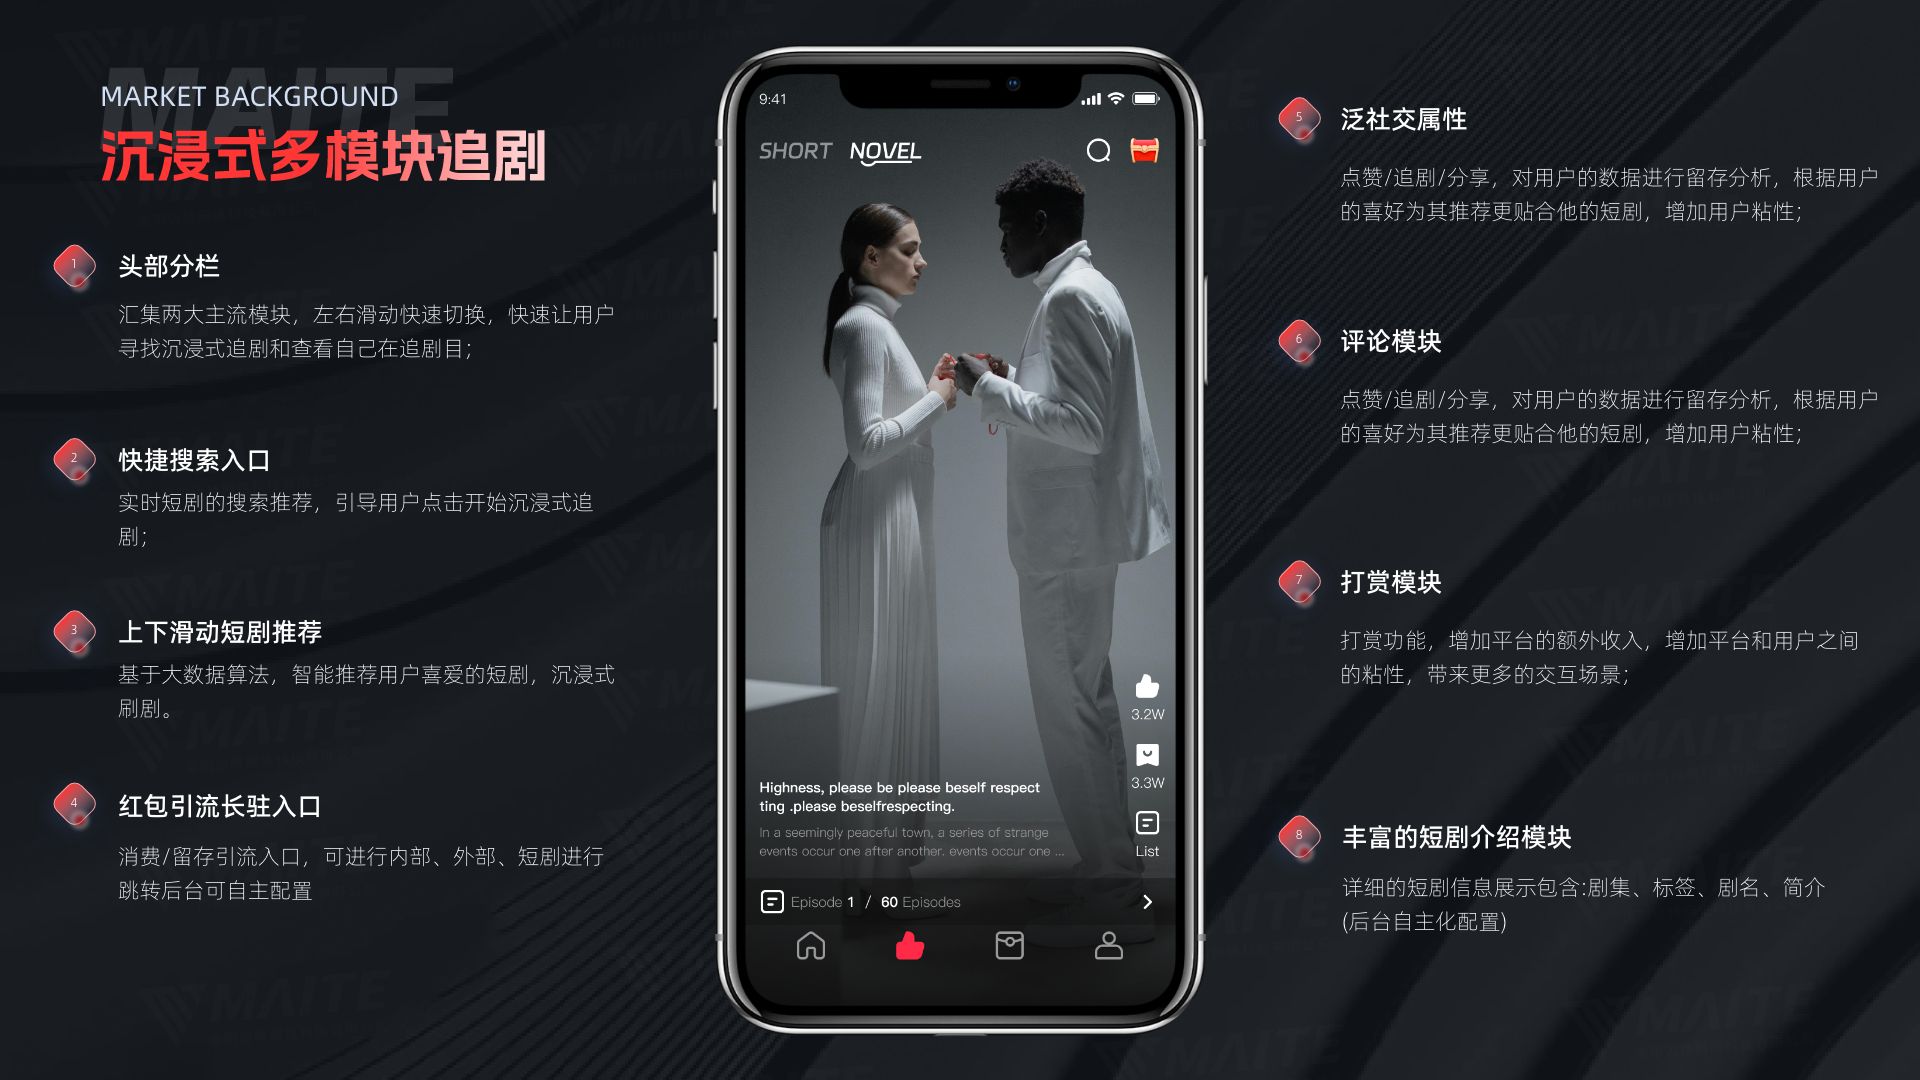 MAITE
MARKET BACKGROUND
沉浸式多模块追剧
1
头部分栏
汇集两大主流模块，左右滑动快速切换，快速让用户
寻找沉浸式追剧和查看自己在追剧目；
2
快捷搜索入口
实时短剧的搜索推荐，引导用户点击开始沉浸式追
剧；
3
上下滑动短剧推荐
基于大数据算法，智能推荐用户喜爱的短剧，沉浸式
刷剧。
4
红包引流长驻入口
消费/留存引流入口，可进行内部、外部、短剧进行
跳转后台可自主配置
9:41
SHORT NOVEL
3.2W
3.3W
List
Highness, please be please beself respect
ting .please beselfrespecting.
In a seemingly peaceful town, a series of strange
events occur one after another. events occur one ...
Episode 1 / 60 Episodes
5
泛社交属性
点赞/追剧/分享，对用户的数据进行留存分析，根据用户
的喜好为其推荐更贴合他的短剧，增加用户粘性；
6
评论模块
点赞/追剧/分享，对用户的数据进行留存分析，根据用户
的喜好为其推荐更贴合他的短剧，增加用户粘性；
7
打赏模块
打赏功能，增加平台的额外收入，增加平台和用户之间
的粘性，带来更多的交互场景；
8
丰富的短剧介绍模块
详细的短剧信息展示包含:剧集、标签、剧名、简介
(后台自主化配置)